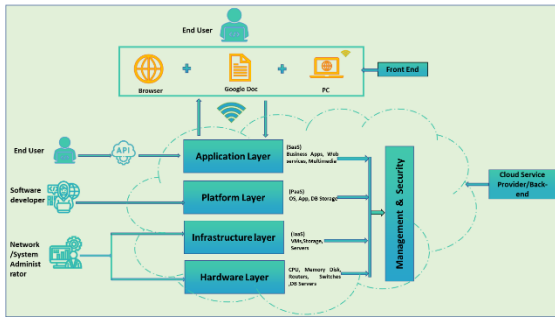 End User
Browser
Google Doc
PC
Front End
End User
API
Application Layer
(SaaS)
Business Apps, Web
services, Multimedia
Software
developer
Platform Layer
(PaaS)
OS, App, DB Storage
Network
/System
Administ
rator
Infrastructure layer
(IaaS)
VMs,Storage,
Servers
Hardware Layer
CPU, Memory Disk,
Routers, Switches
,DB Servers
Management & Security
Cloud Service
Provider/Back-
end